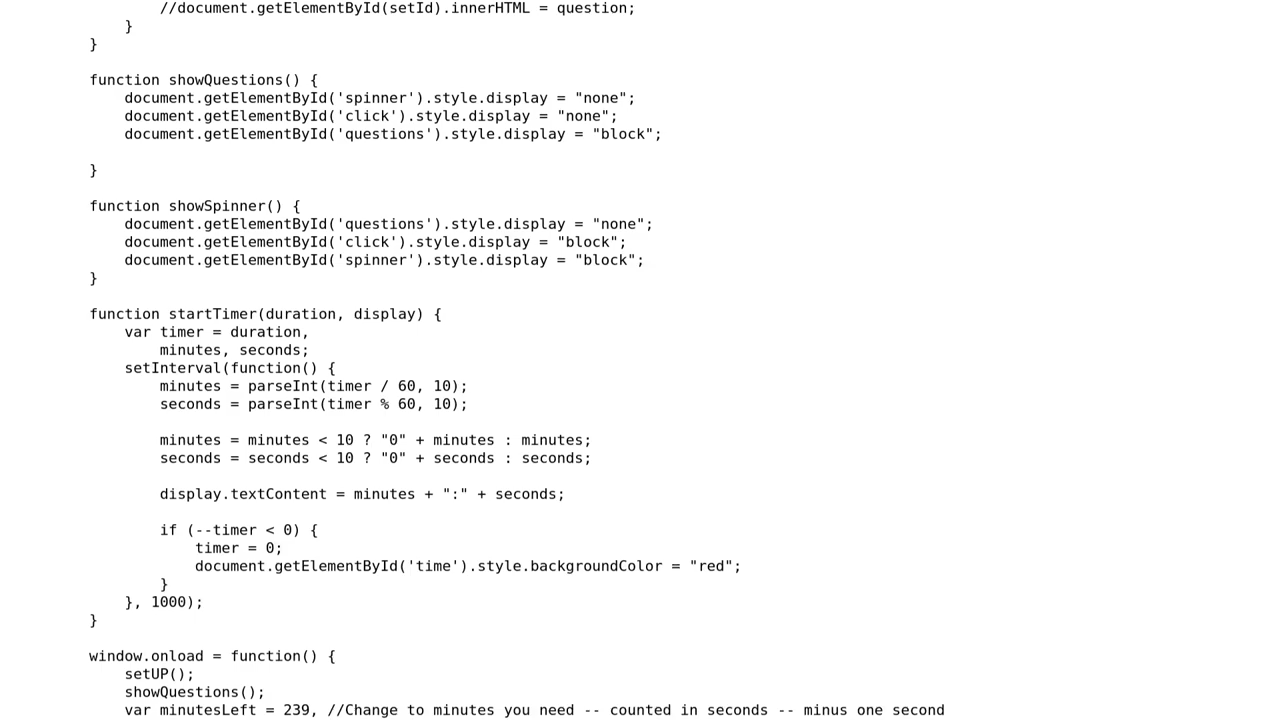 //document.getElementById(setId).innerHTML = question;
}
}
function showQuestions() {
document.getElementById('spinner').style.display = "none";
document.getElementById('click').style.display = "none";
document.getElementById('questions').style.display = "block";
}
function showSpinner() {
document.getElementById('questions').style.display = "none";
document.getElementById('click').style.display = "block";
document.getElementById('spinner').style.display = "block";
}
function startTimer(duration, display) {
var timer = duration,
minutes, seconds;
setInterval(function() {
minutes = parseInt(timer / 60, 10);
seconds = parseInt(timer % 60, 10);
minutes = minutes < 10 ? "0" + minutes : minutes;
seconds = seconds < 10 ? "0" + seconds : seconds;
display.textContent = minutes + ":" + seconds;
if (--timer < 0) {
timer = 0;
document.getElementById('time').style.backgroundColor = "red";
}
}, 1000);
}
window.onload = function() {
setUP();
showQuestions();
var minutesLeft = 239, //Change to minutes you need -- counted in seconds -- minus one second